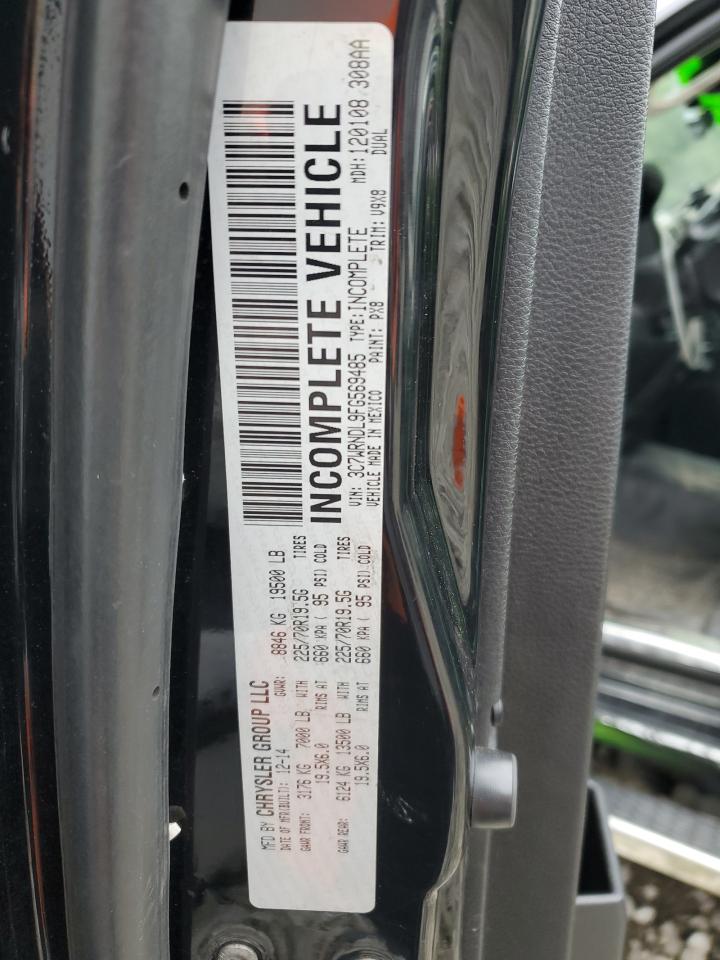 MFD BY CHRYSLER GROUP LLC
DATE OF MFR(BUILT): 12-14 GVWR: 8846 KG 19500 LB
GAWR FRONT: 3176 KG 7000 LB WITH 225/70R19.5G TIRES
19.5X6.0 RIMS AT 660 KPA ( 95 PSI) COLD
GAWR REAR: 6124 KG 13500 LB WITH 225/70R19.5G TIRES
19.5X6.0 RIMS AT 660 KPA ( 95 PSI) COLD
INCOMPLETE VEHICLE
VIN: 3C7WRNDL9FG569485 TYPE:INCOMPLETE MDH:120108 308AA
VEHICLE MADE IN MEXICO PAINT: PX8 TRIM: V9X8 DUAL